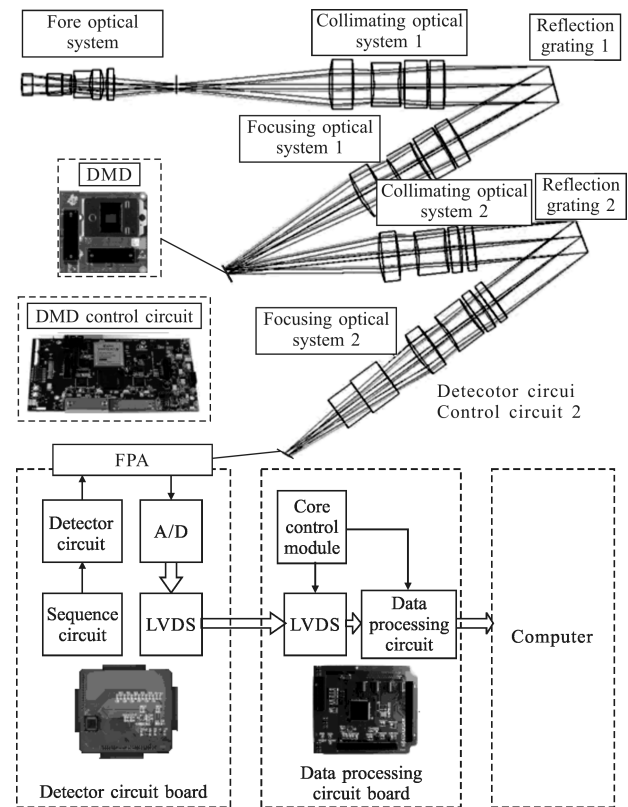 Fore optical
system
Collimating optical
system 1
Reflection
grating 1
Focusing optical
system 1
DMD
Collimating optical
system 2
Reflection
grating 2
DMD control circuit
Focusing optical
system 2
Detecotor circui
Control circuit 2
FPA
Detector
circuit
A/D
Core
control
module
Sequence
circuit
LVDS
LVDS
Data
processing
circuit
Computer
Detector circuit board
Data processing
circuit board